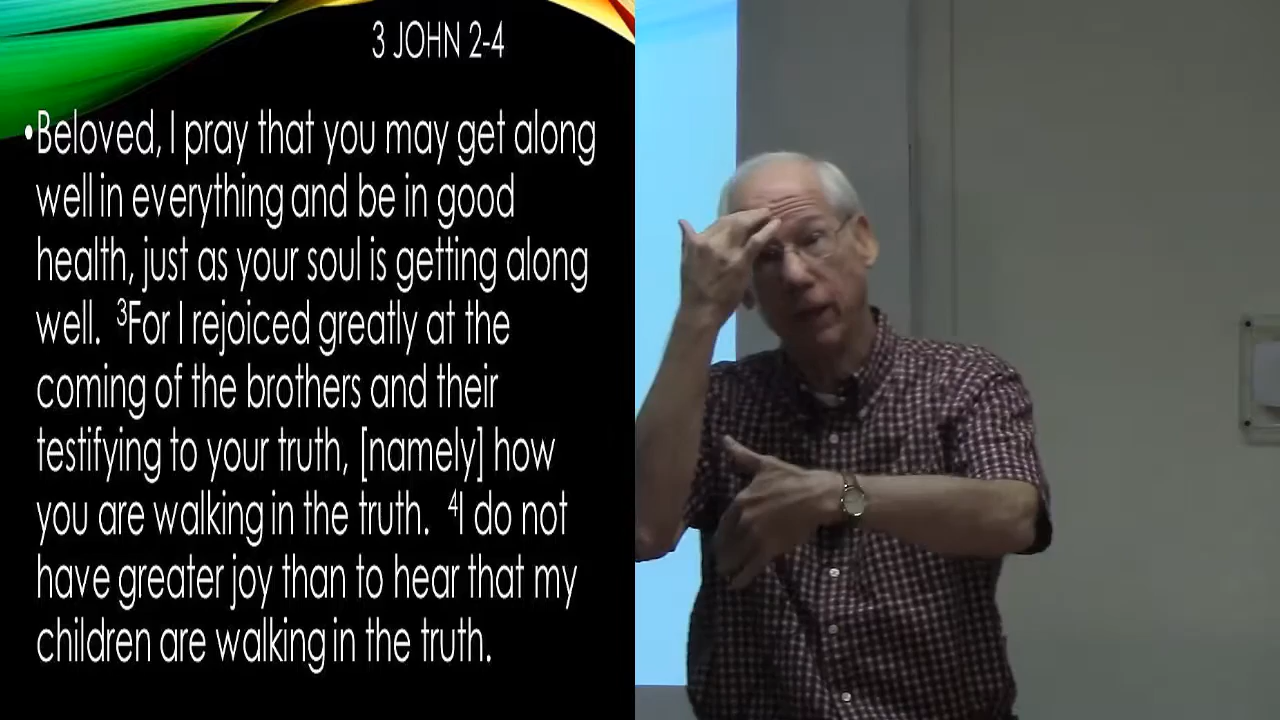 3 JOHN 2-4
•Beloved, I pray that you may get along
well in everything and be in good
health, just as your soul is getting along
well. ³For I rejoiced greatly at the
coming of the brothers and their
testifying to your truth, [namely] how
you are walking in the truth. ⁴I do not
have greater joy than to hear that my
children are walking in the truth.